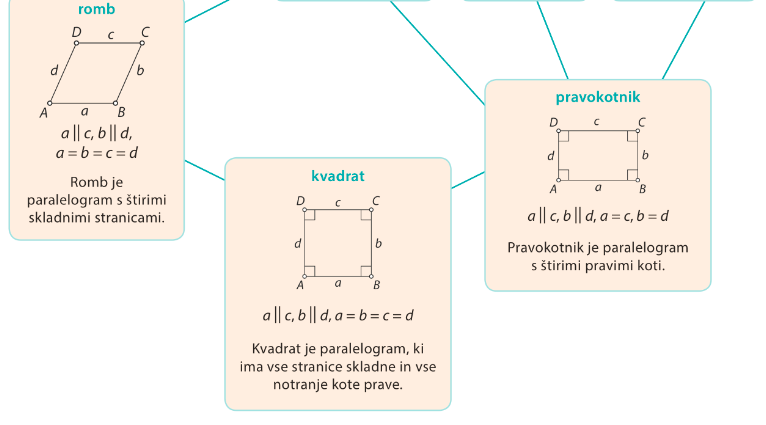 romb
D c C
d b
A a B
a || c, b || d,
a = b = c = d
Romb je
paralelogram s štirimi
skladnimi stranicami.
kvadrat
D c C
d b
A a B
a || c, b || d, a = b = c = d
Kvadrat je paralelogram, ki
ima vse stranice skladne in vse
notranje kote prave.
pravokotnik
D c C
d b
A a B
a || c, b || d, a = c, b = d
Pravokotnik je paralelogram
s štirimi pravimi koti.